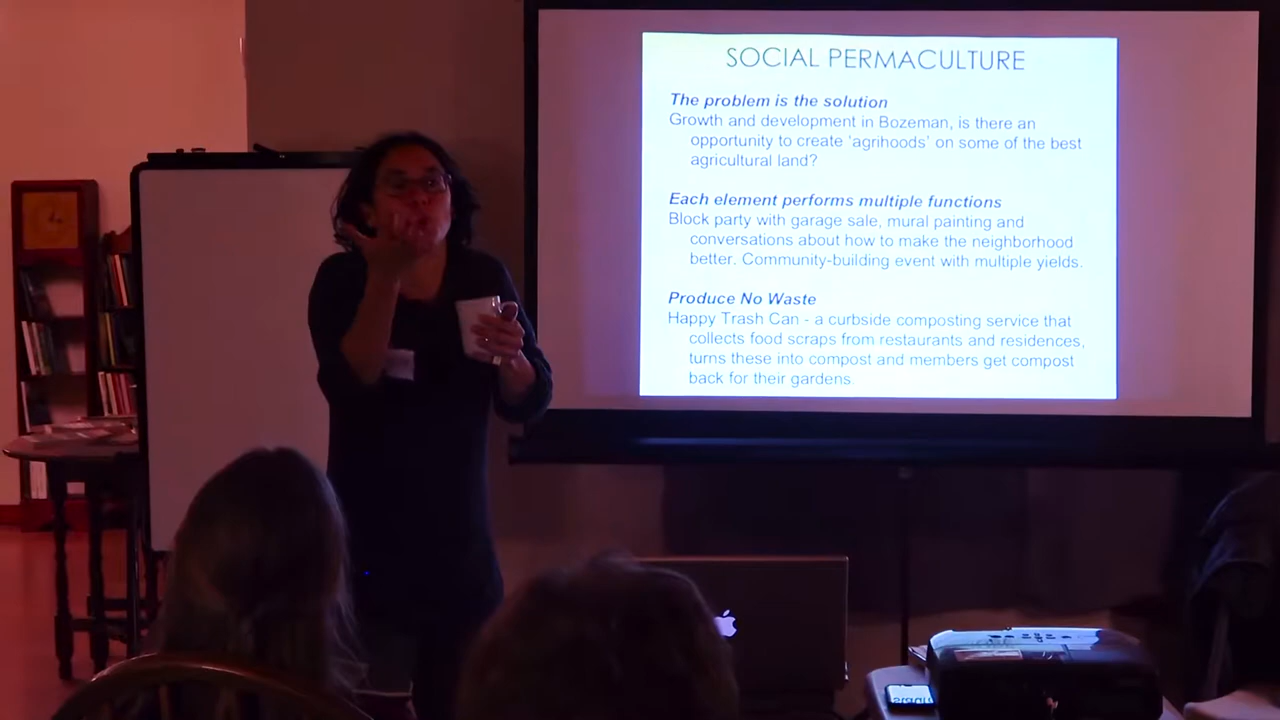 SOCIAL PERMACULTURE
The problem is the solution
Growth and development in Bozeman, is there an
opportunity to create 'agrihoods' on some of the best
agricultural land?
Each element performs multiple functions
Block party with garage sale, mural painting and
conversations about how to make the neighborhood
better. Community-building event with multiple yields.
Produce No Waste
Happy Trash Can - a curbside composting service that
collects food scraps from restaurants and residences,
turns these into compost and members get compost
back for their gardens.